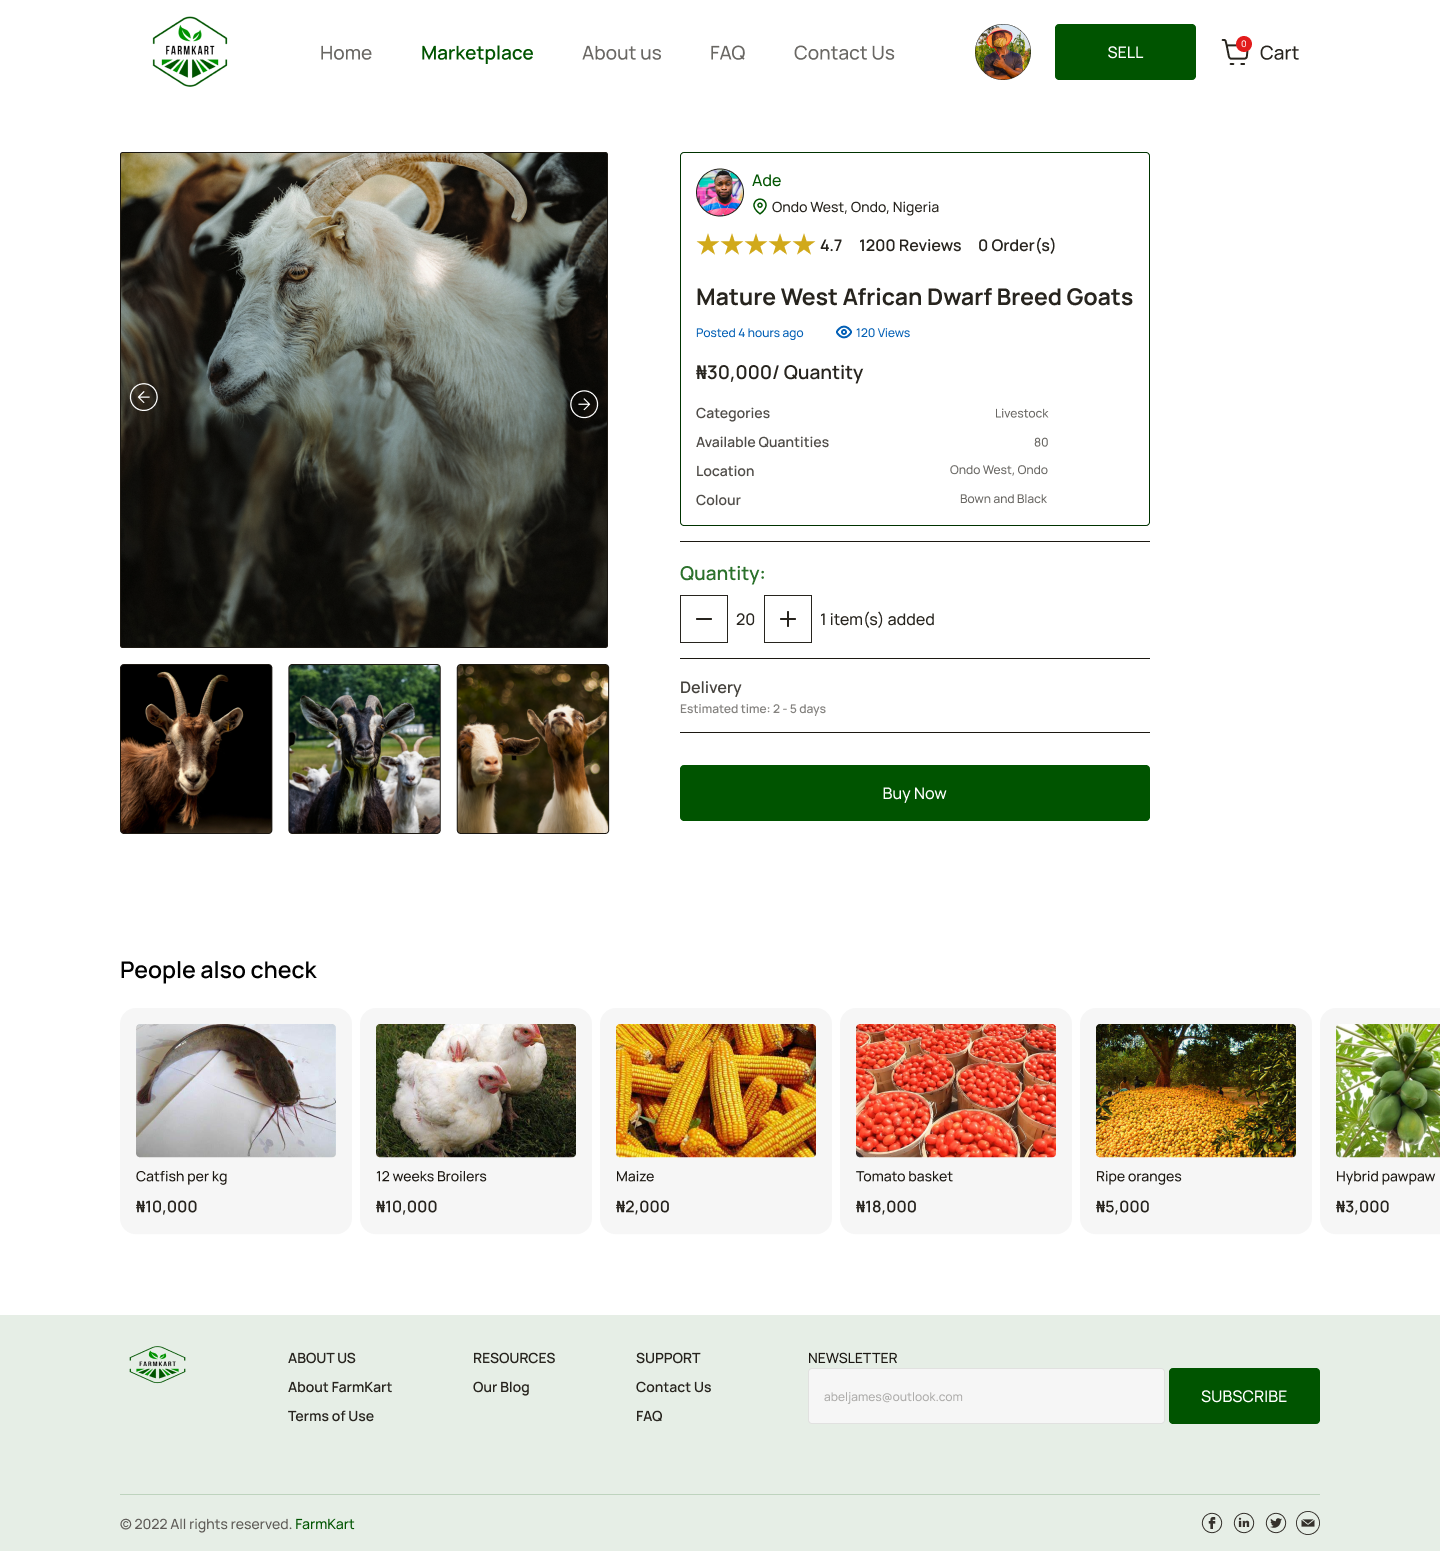 FARMKART
Home
Marketplace
About us
FAQ
Contact Us
SELL
0
Cart
Ade
Ondo West, Ondo, Nigeria
4.7 1200 Reviews 0 Order(s)
Mature West African Dwarf Breed Goats
Posted 4 hours ago 120 Views
₦30,000/ Quantity
Categories Livestock
Available Quantities 80
Location Ondo West, Ondo
Colour Bown and Black
Quantity:
20 1 item(s) added
Delivery
Estimated time: 2 - 5 days
Buy Now
People also check
Catfish per kg
₦10,000
12 weeks Broilers
₦10,000
Maize
₦2,000
Tomato basket
₦18,000
Ripe oranges
₦5,000
Hybrid pawpaw
₦3,000
FARMKART
ABOUT US
About FarmKart
Terms of Use
RESOURCES
Our Blog
SUPPORT
Contact Us
FAQ
NEWSLETTER
abeljames@outlook.com
SUBSCRIBE
© 2022 All rights reserved. FarmKart